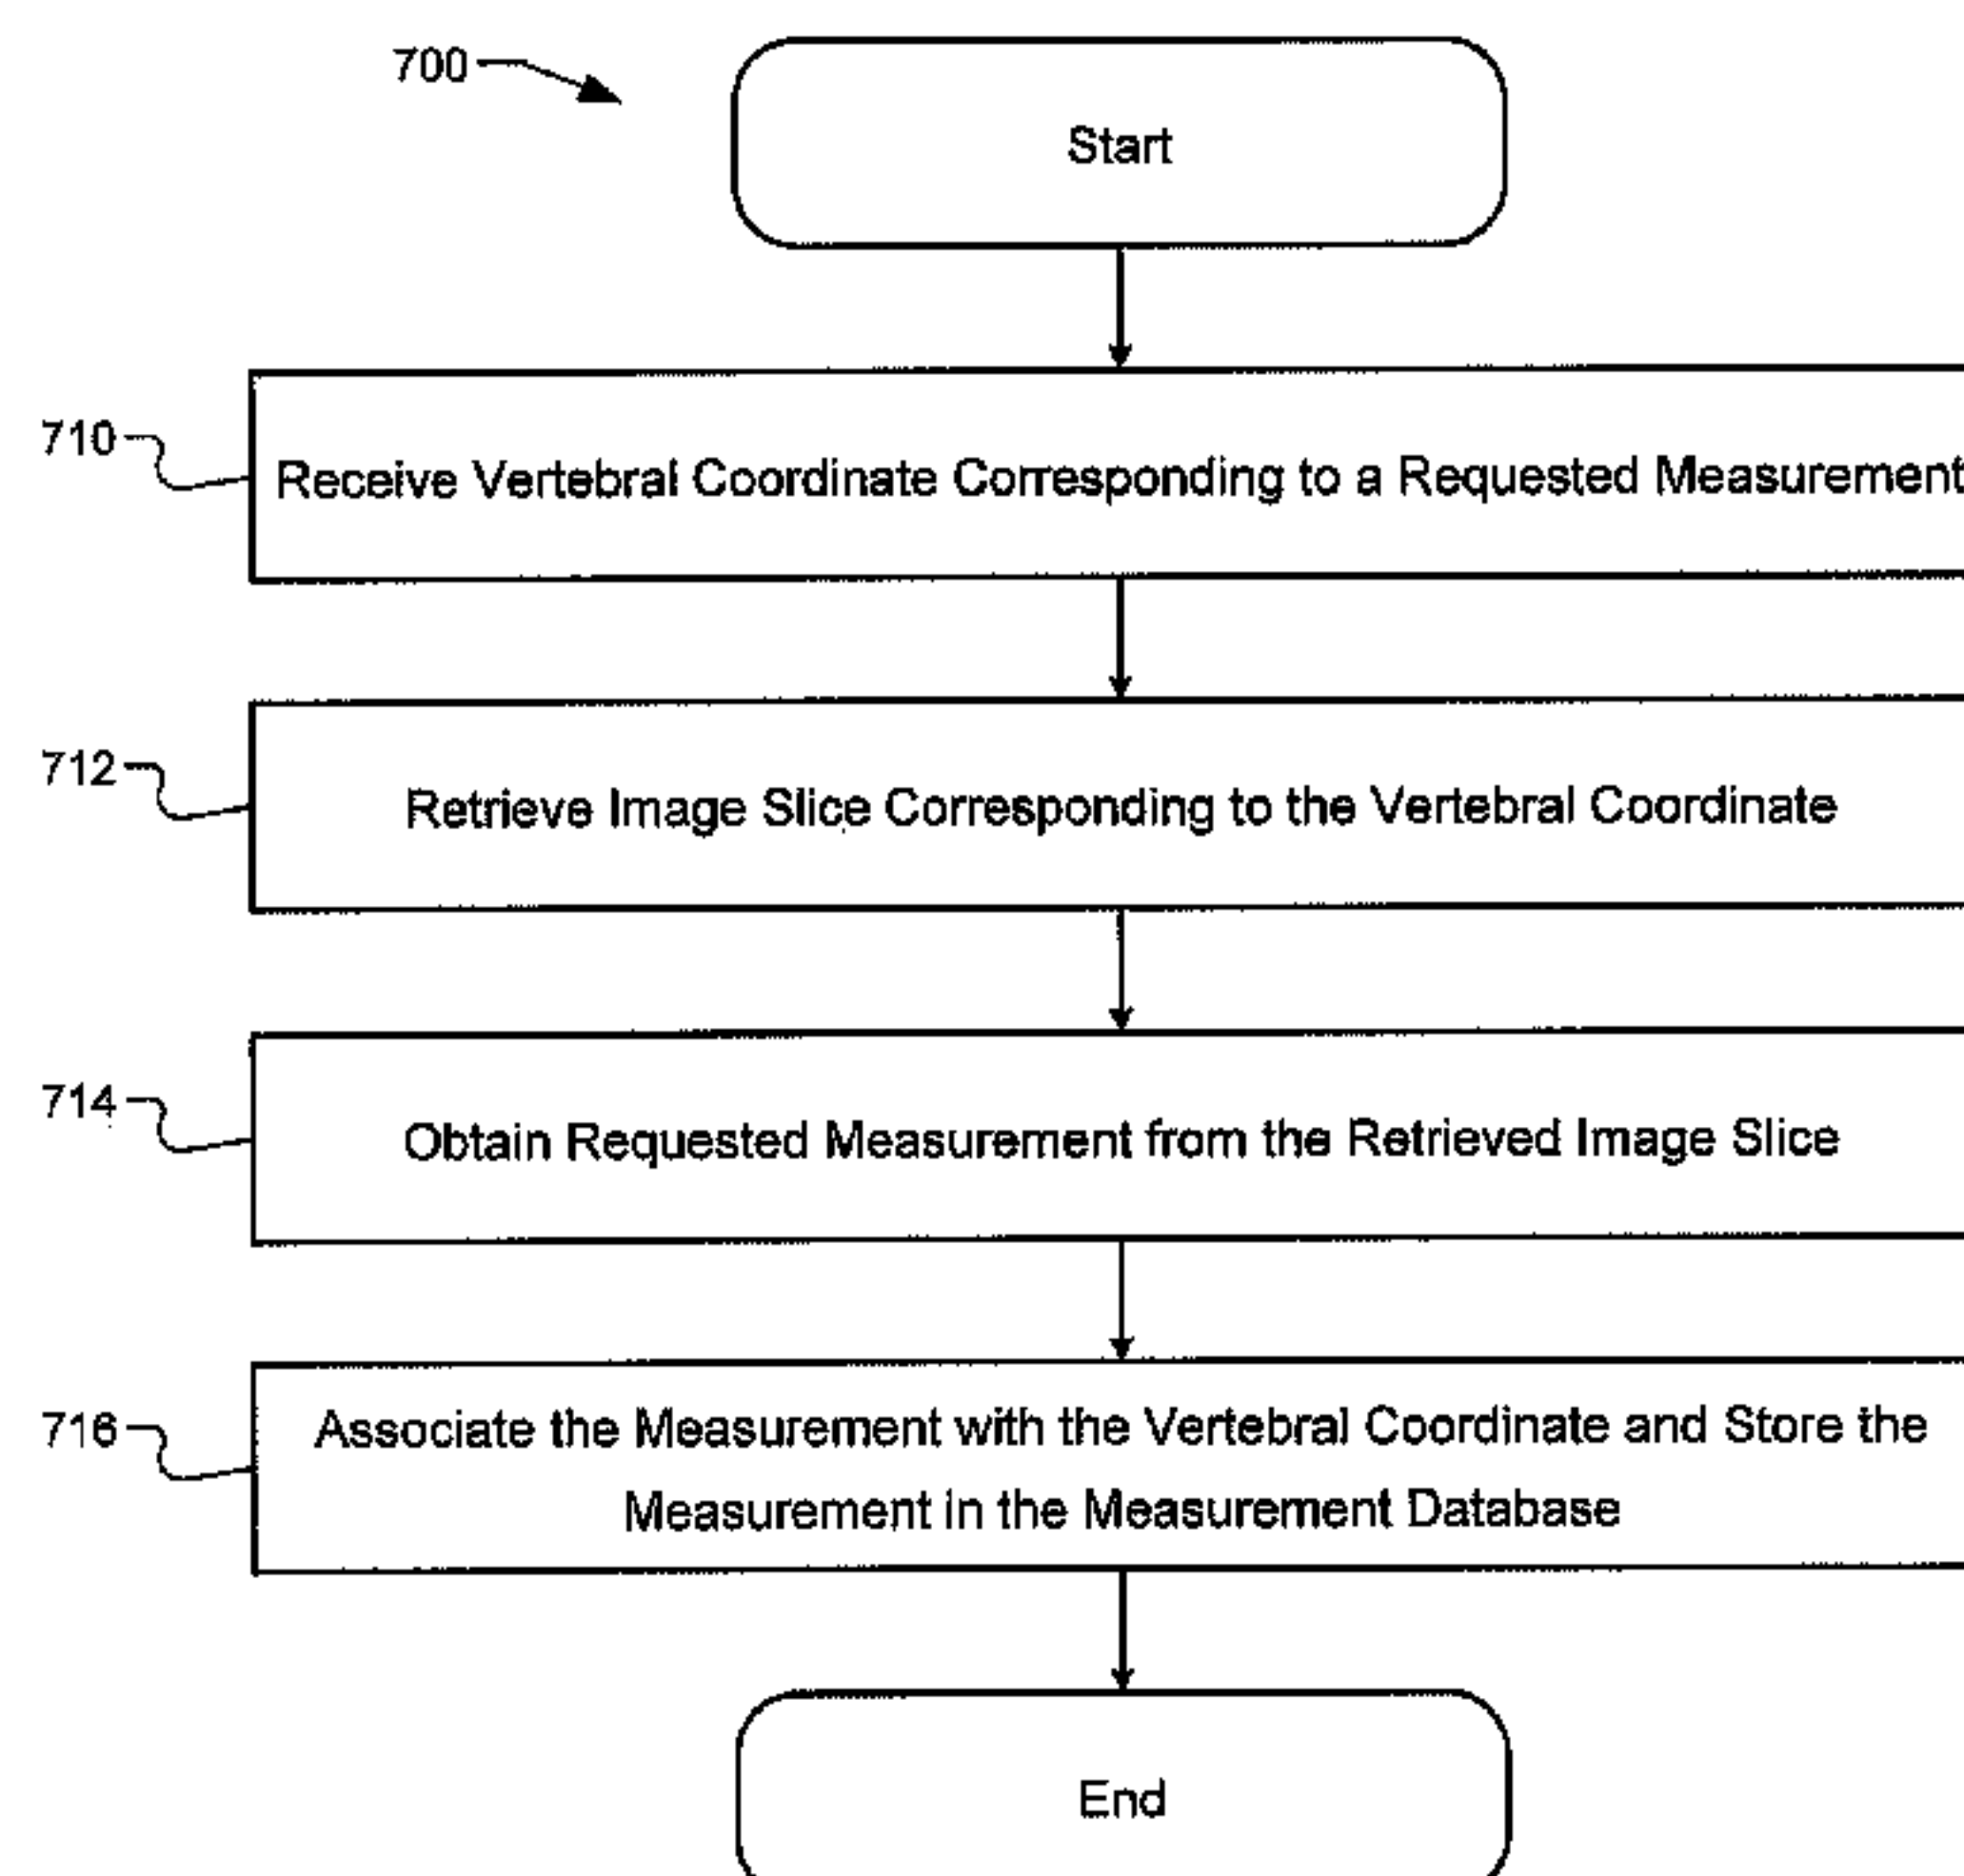 700
Start
710
Receive Vertebral Coordinate Corresponding to a Requested Measurement
712
Retrieve Image Slice Corresponding to the Vertebral Coordinate
714
Obtain Requested Measurement from the Retrieved Image Slice
716
Associate the Measurement with the Vertebral Coordinate and Store the
Measurement in the Measurement Database
End